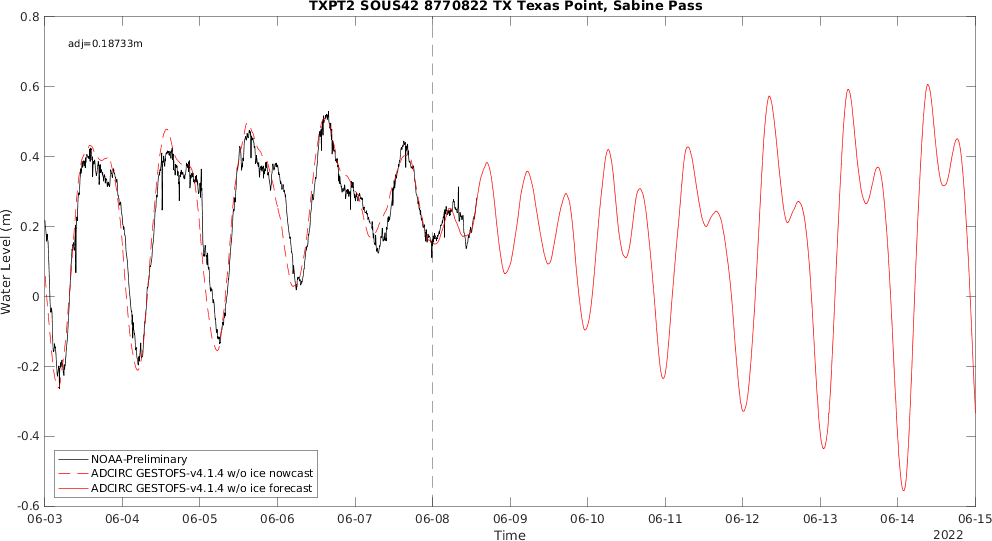 TXPT2 SOUS42 8770822 TX Texas Point, Sabine Pass
adj=0.18733m
Water Level (m)
0.8
0.6
0.4
0.2
0
-0.2
-0.4
-0.6
NOAA-Preliminary
ADCIRC GESTOFS-v4.1.4 w/o ice nowcast
ADCIRC GESTOFS-v4.1.4 w/o ice forecast
06-03 06-04 06-05 06-06 06-07 06-08 06-09 06-10 06-11 06-12 06-13 06-14 06-15
Time
2022